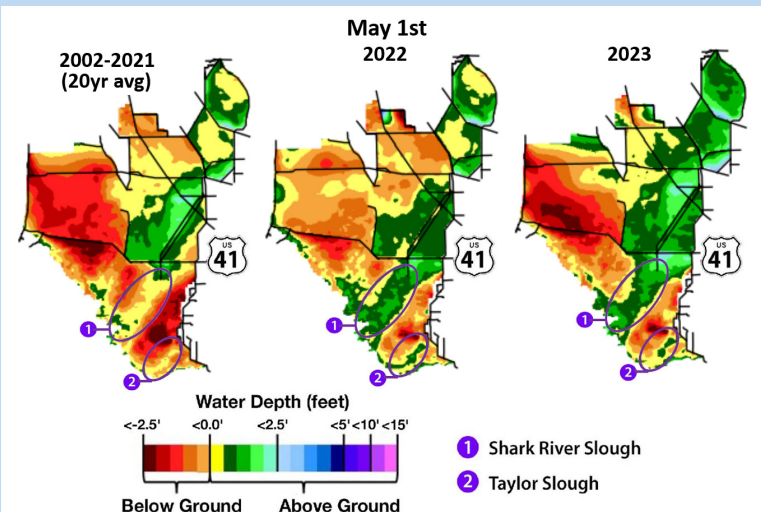 May 1st
2002-2021
(20yr avg)
2022
2023
US
41
US
41
US
41
1
2
1
2
1
2
Water Depth (feet)
<-2.5' <0.0' <2.5' <5' <10' <15'
Below Ground Above Ground
1 Shark River Slough
2 Taylor Slough